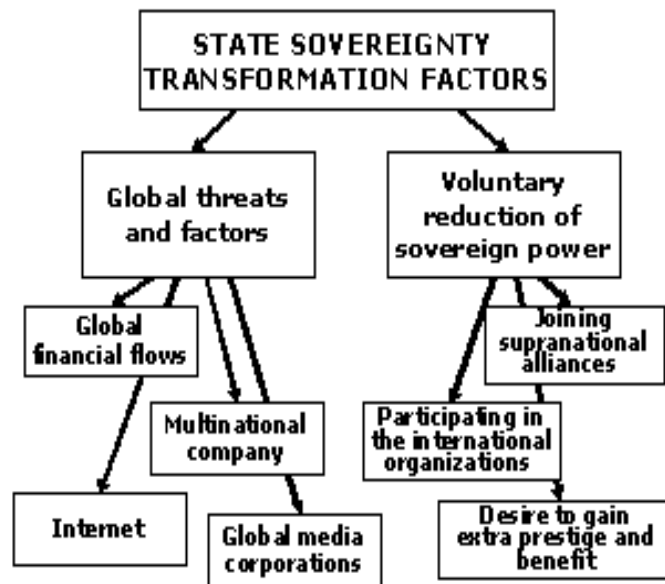 STATE SOVEREIGNTY
TRANSFORMATION FACTORS
Global threats
and factors
Voluntary
reduction of
sovereign power
Global
financial flows
Joining
supranational
alliances
Multinational
company
Participating in
the international
organizations
Internet
Global media
corporations
Desire to gain
extra prestige and
benefit